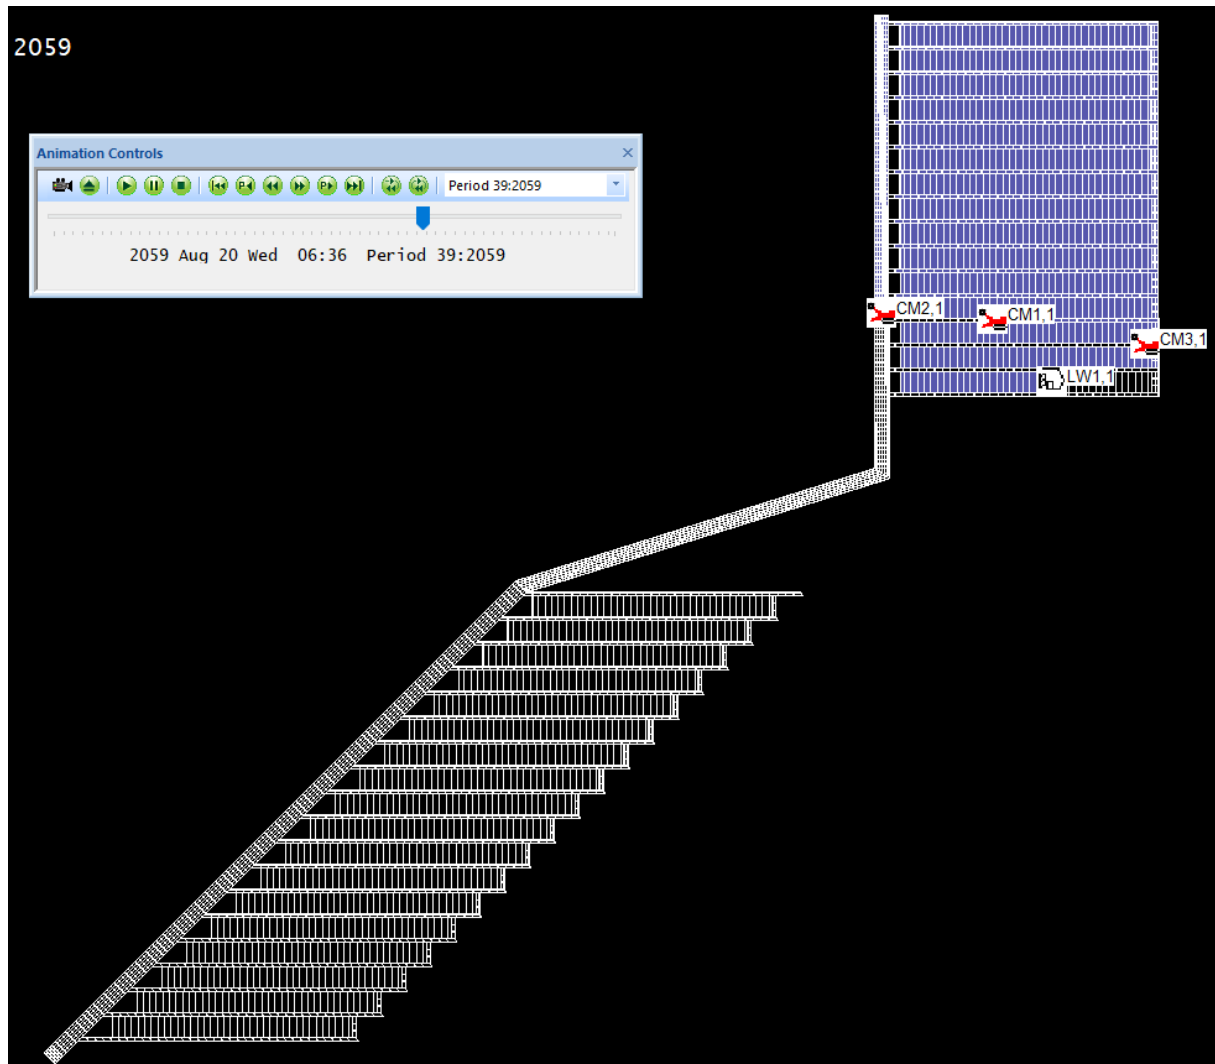 2059
Animation Controls
Period 39:2059
2059 Aug 20 Wed 06:36 Period 39:2059
CM2,1
CM1,1
CM3,1
LW1,1